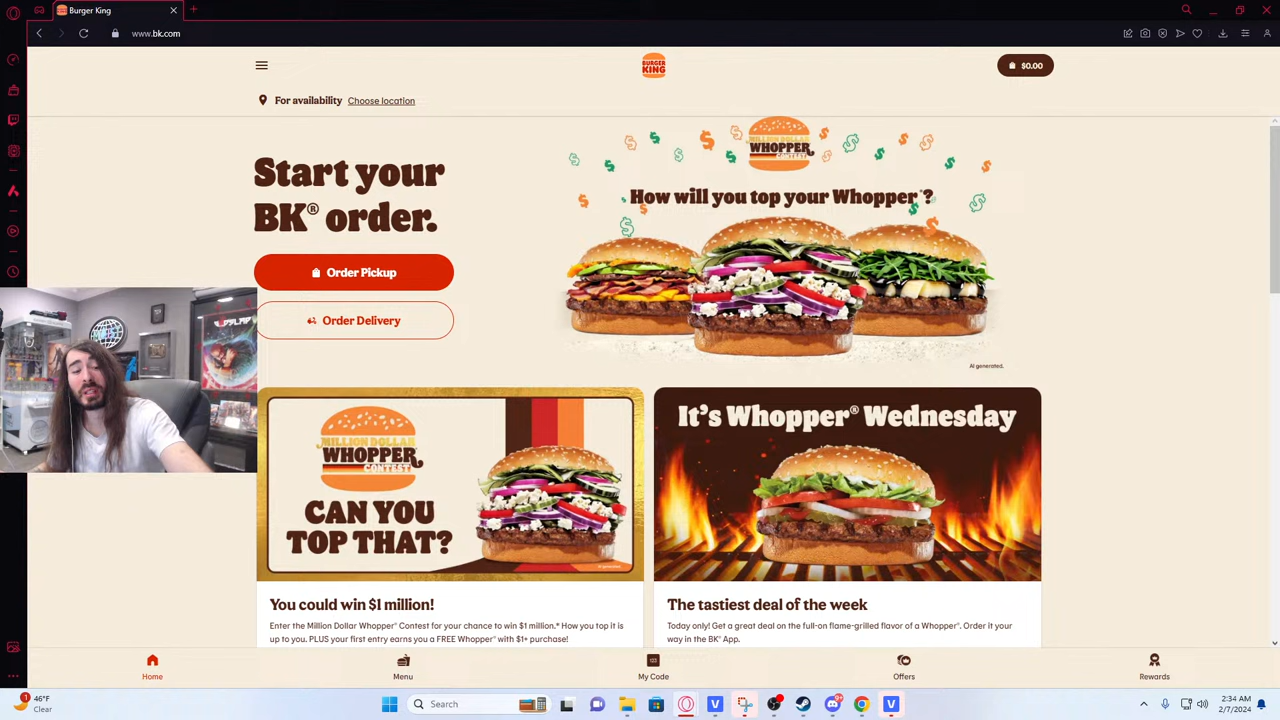 Burger King
www.bk.com
BURGER
KING
$0.00
For availability Choose location
Start your
BK® order.
Order Pickup
Order Delivery
MILLION DOLLAR
WHOPPER
CONTEST
How will you top your Whopper®?
AI generated.
MILLION DOLLAR
WHOPPER
CONTEST
CAN YOU
TOP THAT?
AI generated.
It's Whopper® Wednesday
You could win $1 million!
Enter the Million Dollar Whopper® Contest for your chance to win $1 million.* How you top it is
up to you. PLUS your first entry earns you a FREE Whopper® with $1+ purchase!
The tastiest deal of the week
Today only! Get a great deal on the full-on flame-grilled flavor of a Whopper®. Order it your
way in the BK® App.
123
Home
Menu
My Code
Offers
Rewards
1
46°F
Clear
Search
9+
2:34 AM
2/7/2024